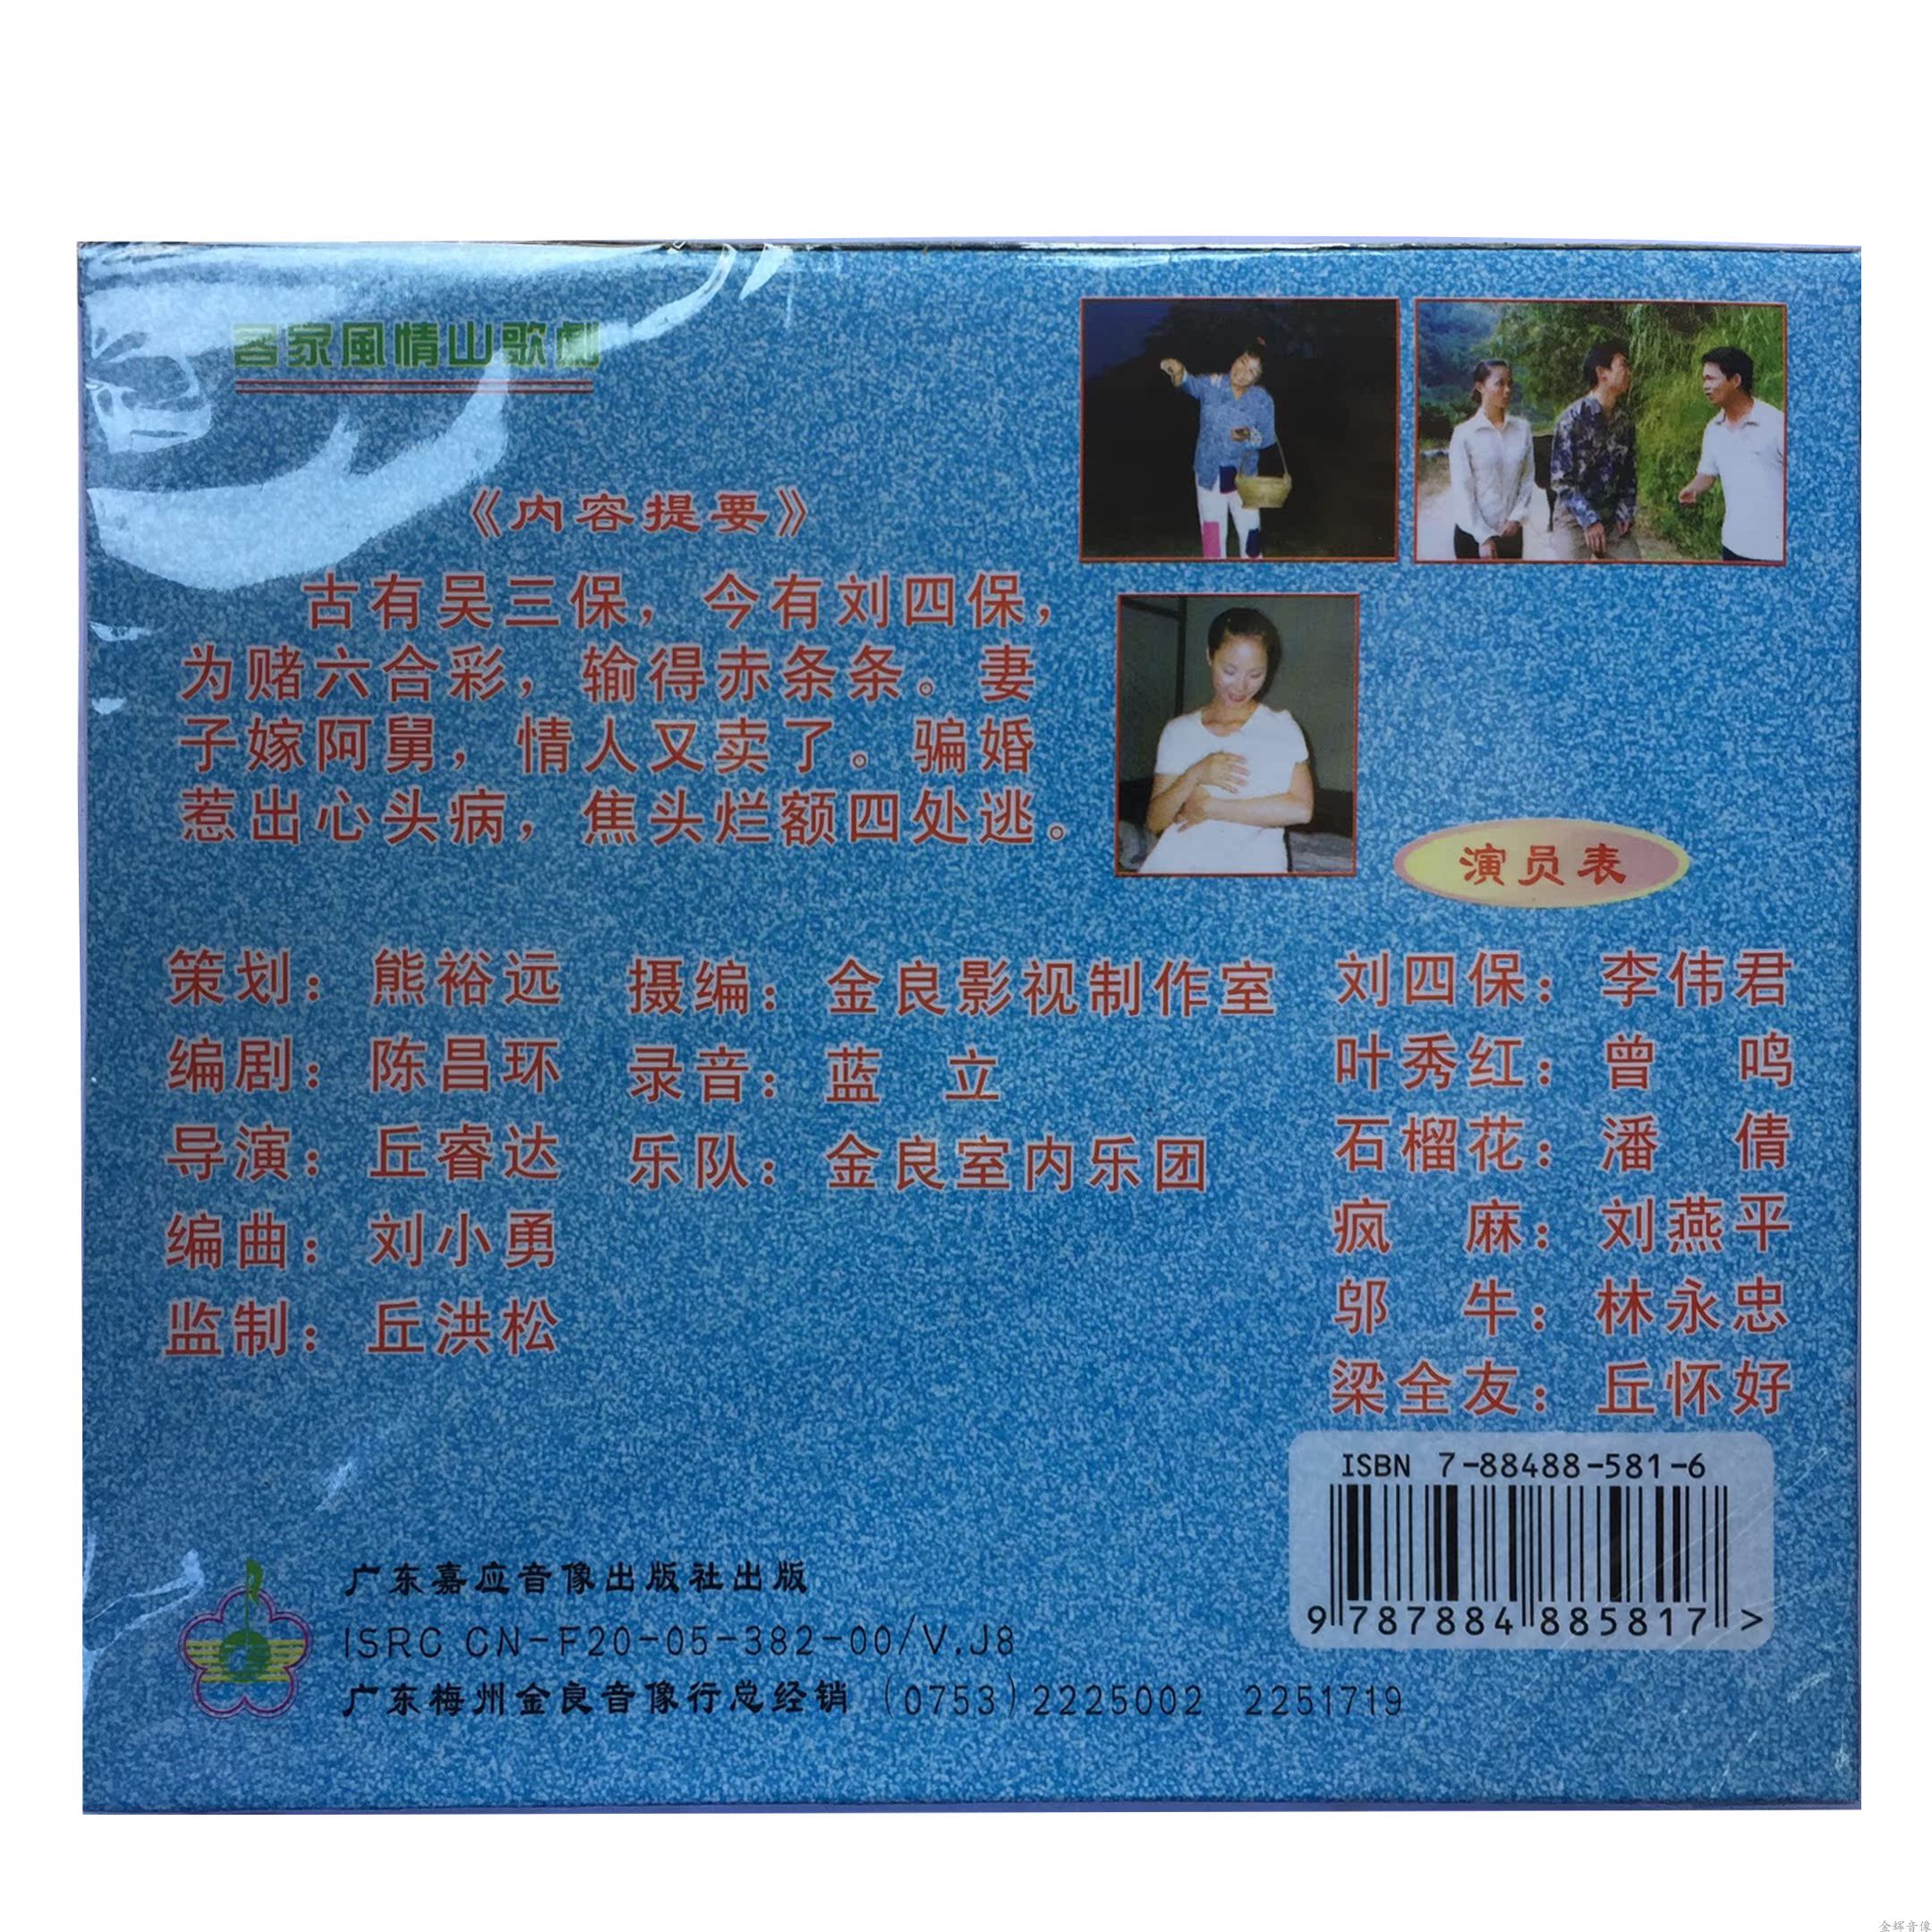 客家風情山歌劇
《内容提要》
古有吴三保，今有刘四保，
为赌六合彩，输得赤条条。妻
子嫁阿舅，情人又卖了。骗婚
惹出心头病，焦头烂额四处逃。
演员表
策划：熊裕远
编剧：陈昌环
导演：丘睿达
编曲：刘小勇
监制：丘洪松
摄编：金良影视制作室
录音：蓝 立
乐队：金良室内乐团
刘四保：李伟君
叶秀红：曾 鸣
石榴花：潘 倩
疯 麻：刘燕平
邬 牛：林永忠
梁全友：丘怀好
ISBN 7-88488-581-6
9 787884 885817 >
广东嘉应音像出版社出版
ISRC CN-F20-05-382-00/V.J8
广东梅州金良音像行总经销 (0753)2225002 2251719
金辉音像